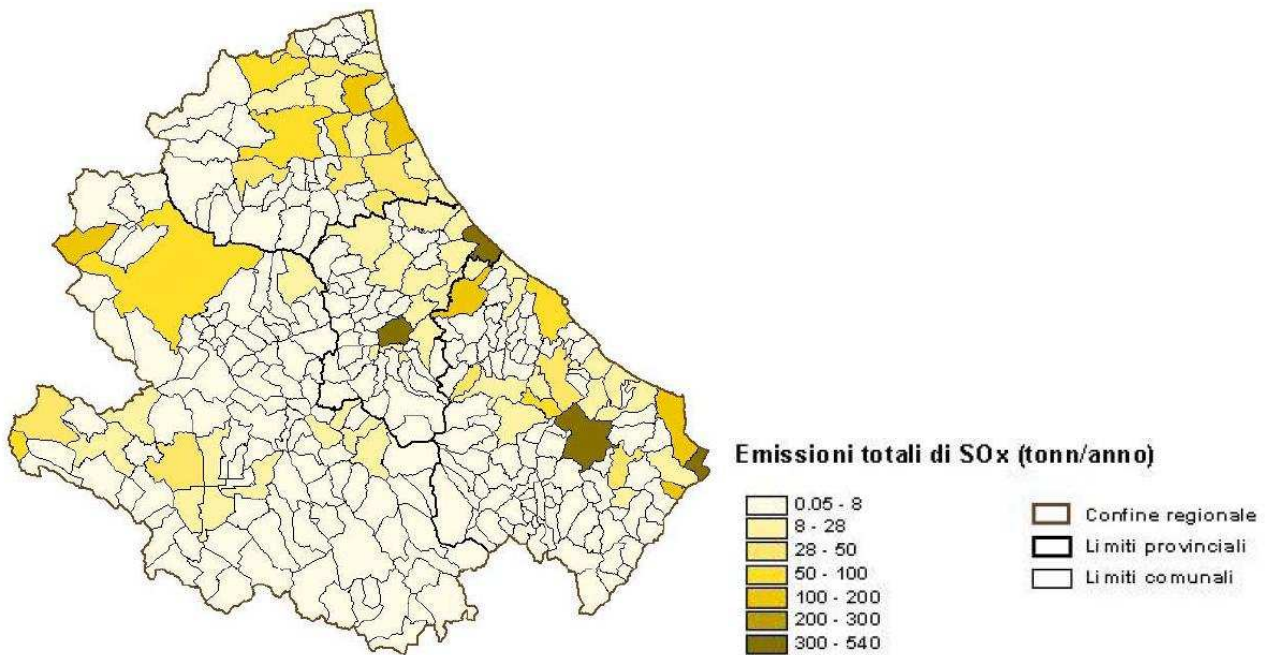 Emissioni totali di SOx (tonn/anno)
0.05 - 8
8 - 28
28 - 50
50 - 100
100 - 200
200 - 300
300 - 540
Confine regionale
Limiti provinciali
Limiti comunali